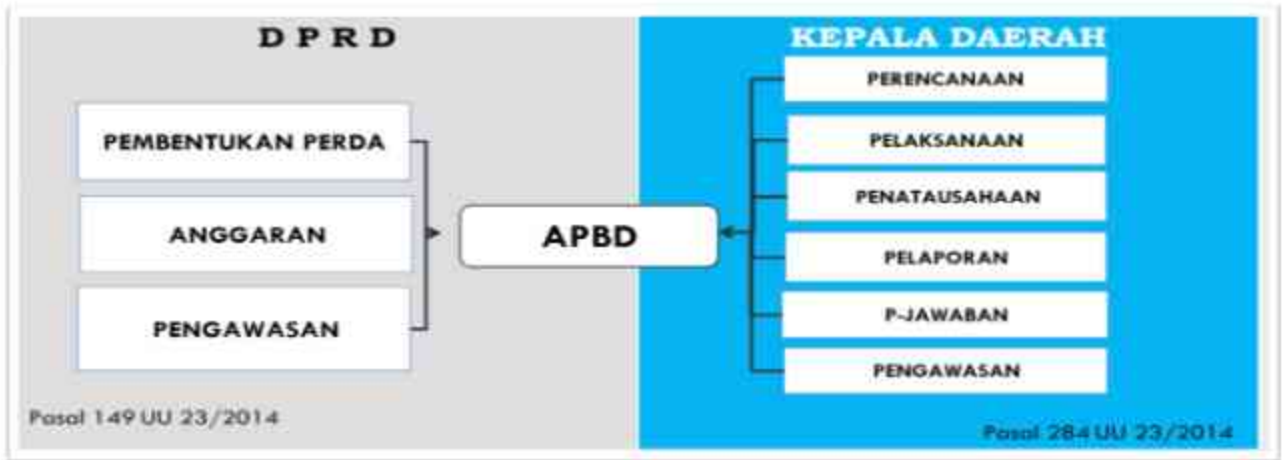 D P R D
PEMBENTUKAN PERDA
ANGGARAN
PENGAWASAN
Pasal 149 UU 23/2014
APBD
KEPALA DAERAH
PERENCANAAN
PELAKSANAAN
PENATAUSAHAAN
PELAPORAN
P-JAWABAN
PENGAWASAN
Pasal 284 UU 23/2014